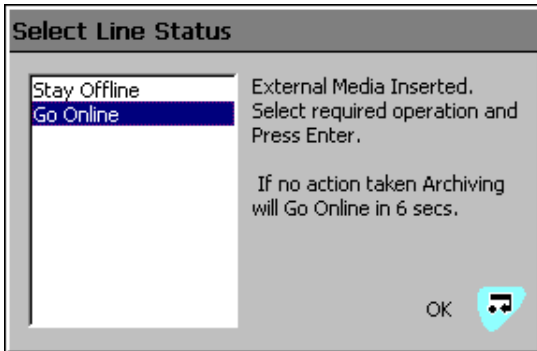 Select Line Status
Stay Offline
Go Online
External Media Inserted.
Select required operation and
Press Enter.
If no action taken Archiving
will Go Online in 6 secs.
OK